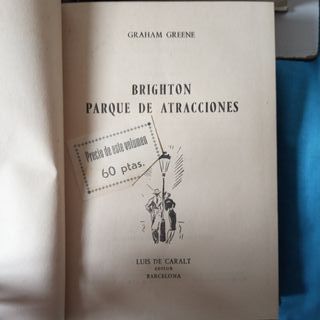 GRAHAM GREENE
BRIGHTON
PARQUE DE ATRACCIONES
Precio de este volumen
60 ptas.
LUIS DE CARALT
EDITOR
BARCELONA